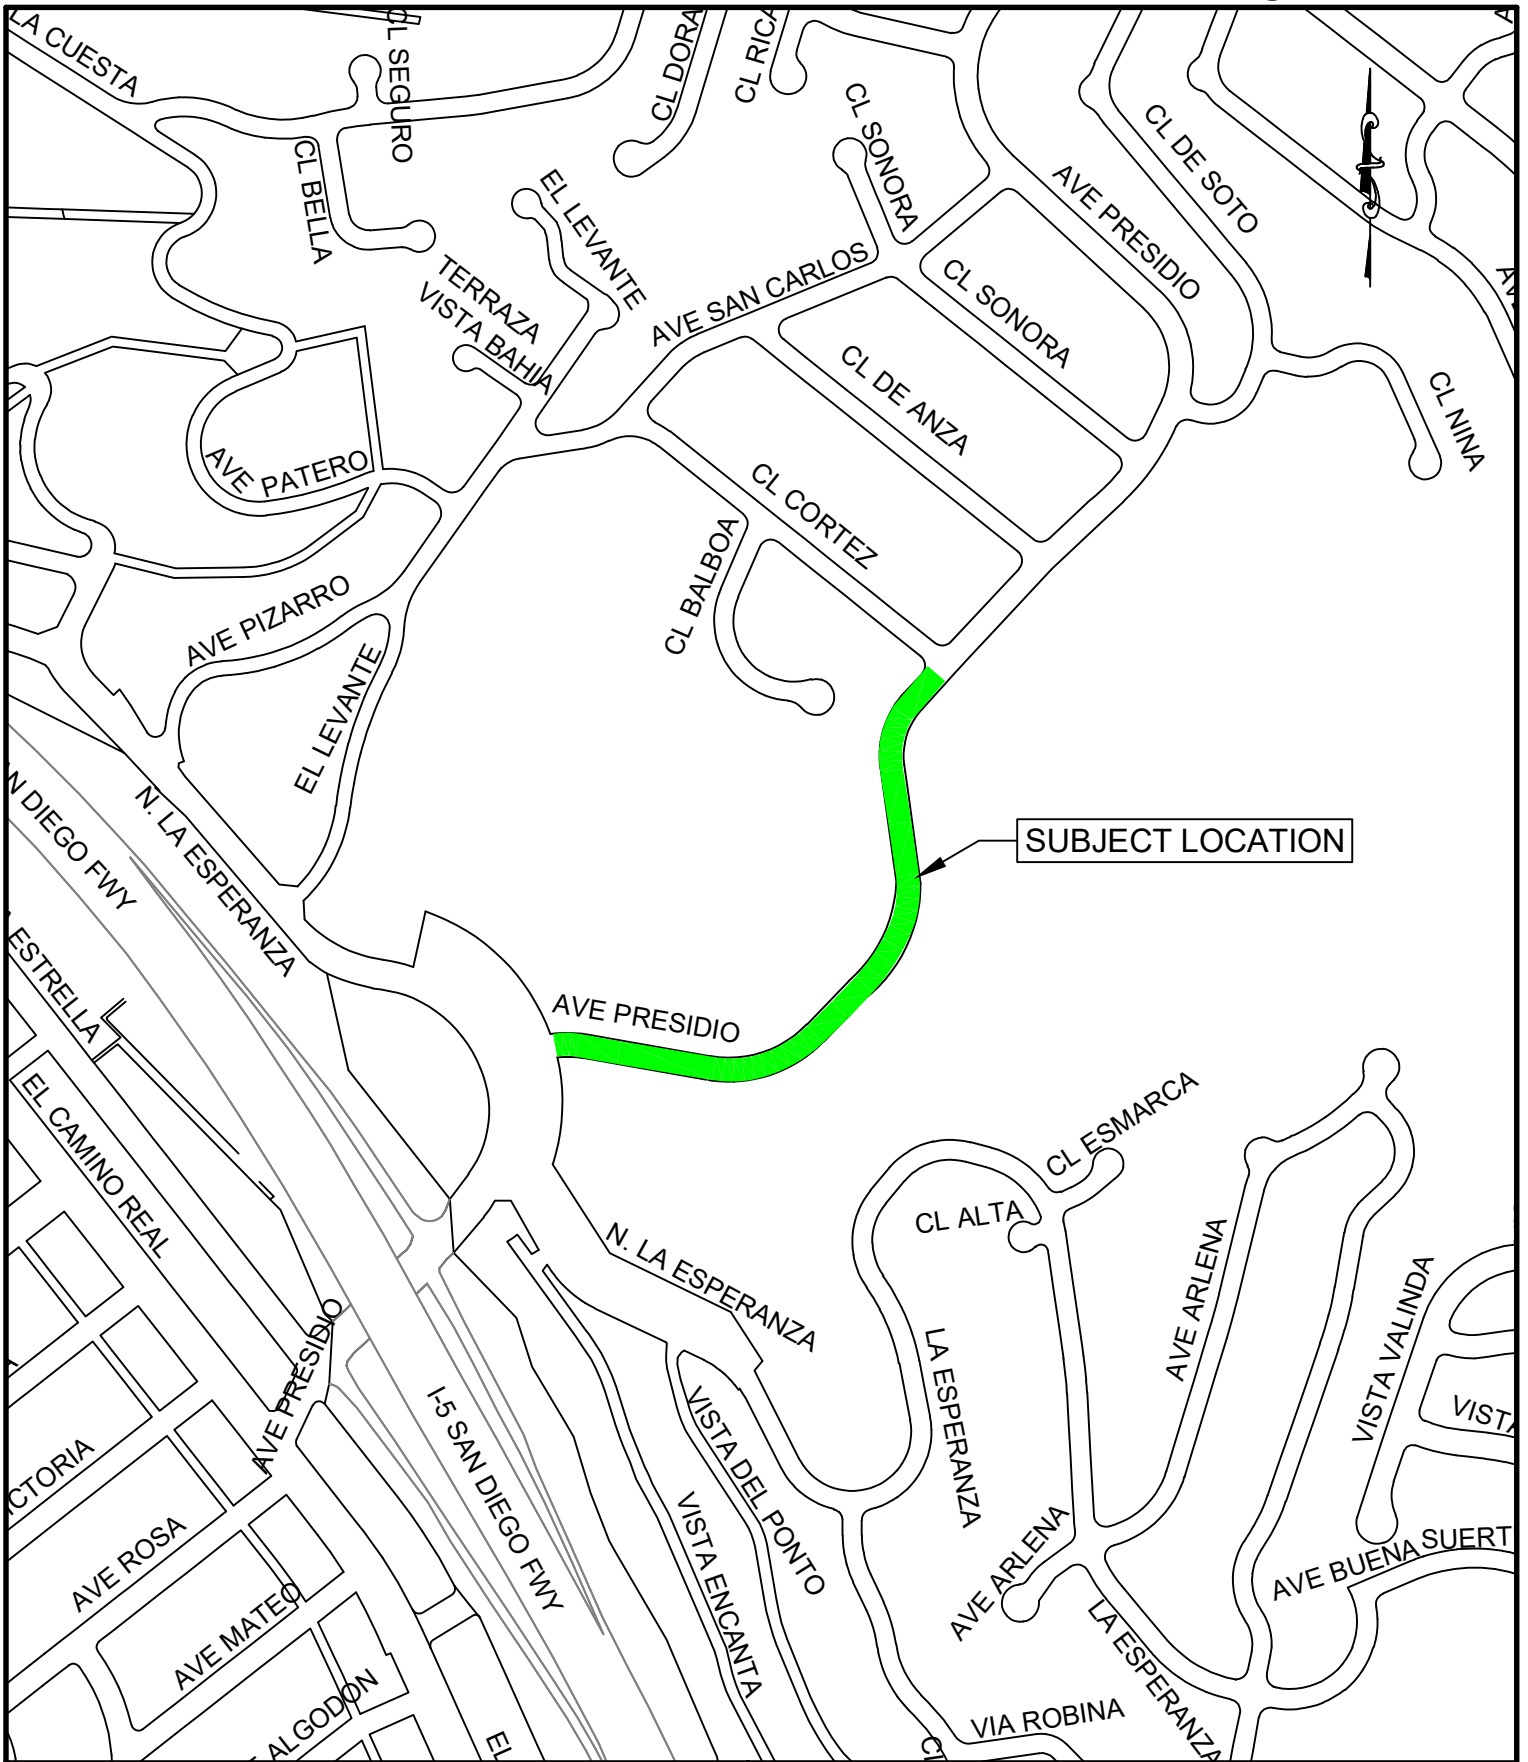 LA CUESTA
CL SEGURO
CL DORA
CL RICA
CL SONORA
CL DE SOTO
CL BELLA
EL LEVANTE
AVE PRESIDIO
TERRAZA
VISTA BAHIA
AVE SAN CARLOS
CL SONORA
CL DE ANZA
CL NINA
AVE PATERO
CL CORTEZ
CL BALBOA
AVE PIZARRO
EL LEVANTE
N DIEGO FWY
N. LA ESPERANZA
SUBJECT LOCATION
ESTRELLA
AVE PRESIDIO
EL CAMINO REAL
CL ESMARCA
CL ALTA
N. LA ESPERANZA
AVE ARLENA
VISTA VALINDA
AVE PRESIDIO
LA ESPERANZA
I-5 SAN DIEGO FWY
VISTA DEL PONTO
VIST
CTORIA
VISTA ENCANTA
AVE ROSA
AVE ARLENA
AVE BUENA SUERT
AVE MATEO
LA ESPERANZA
ALGODON
VIA ROBINA
EL